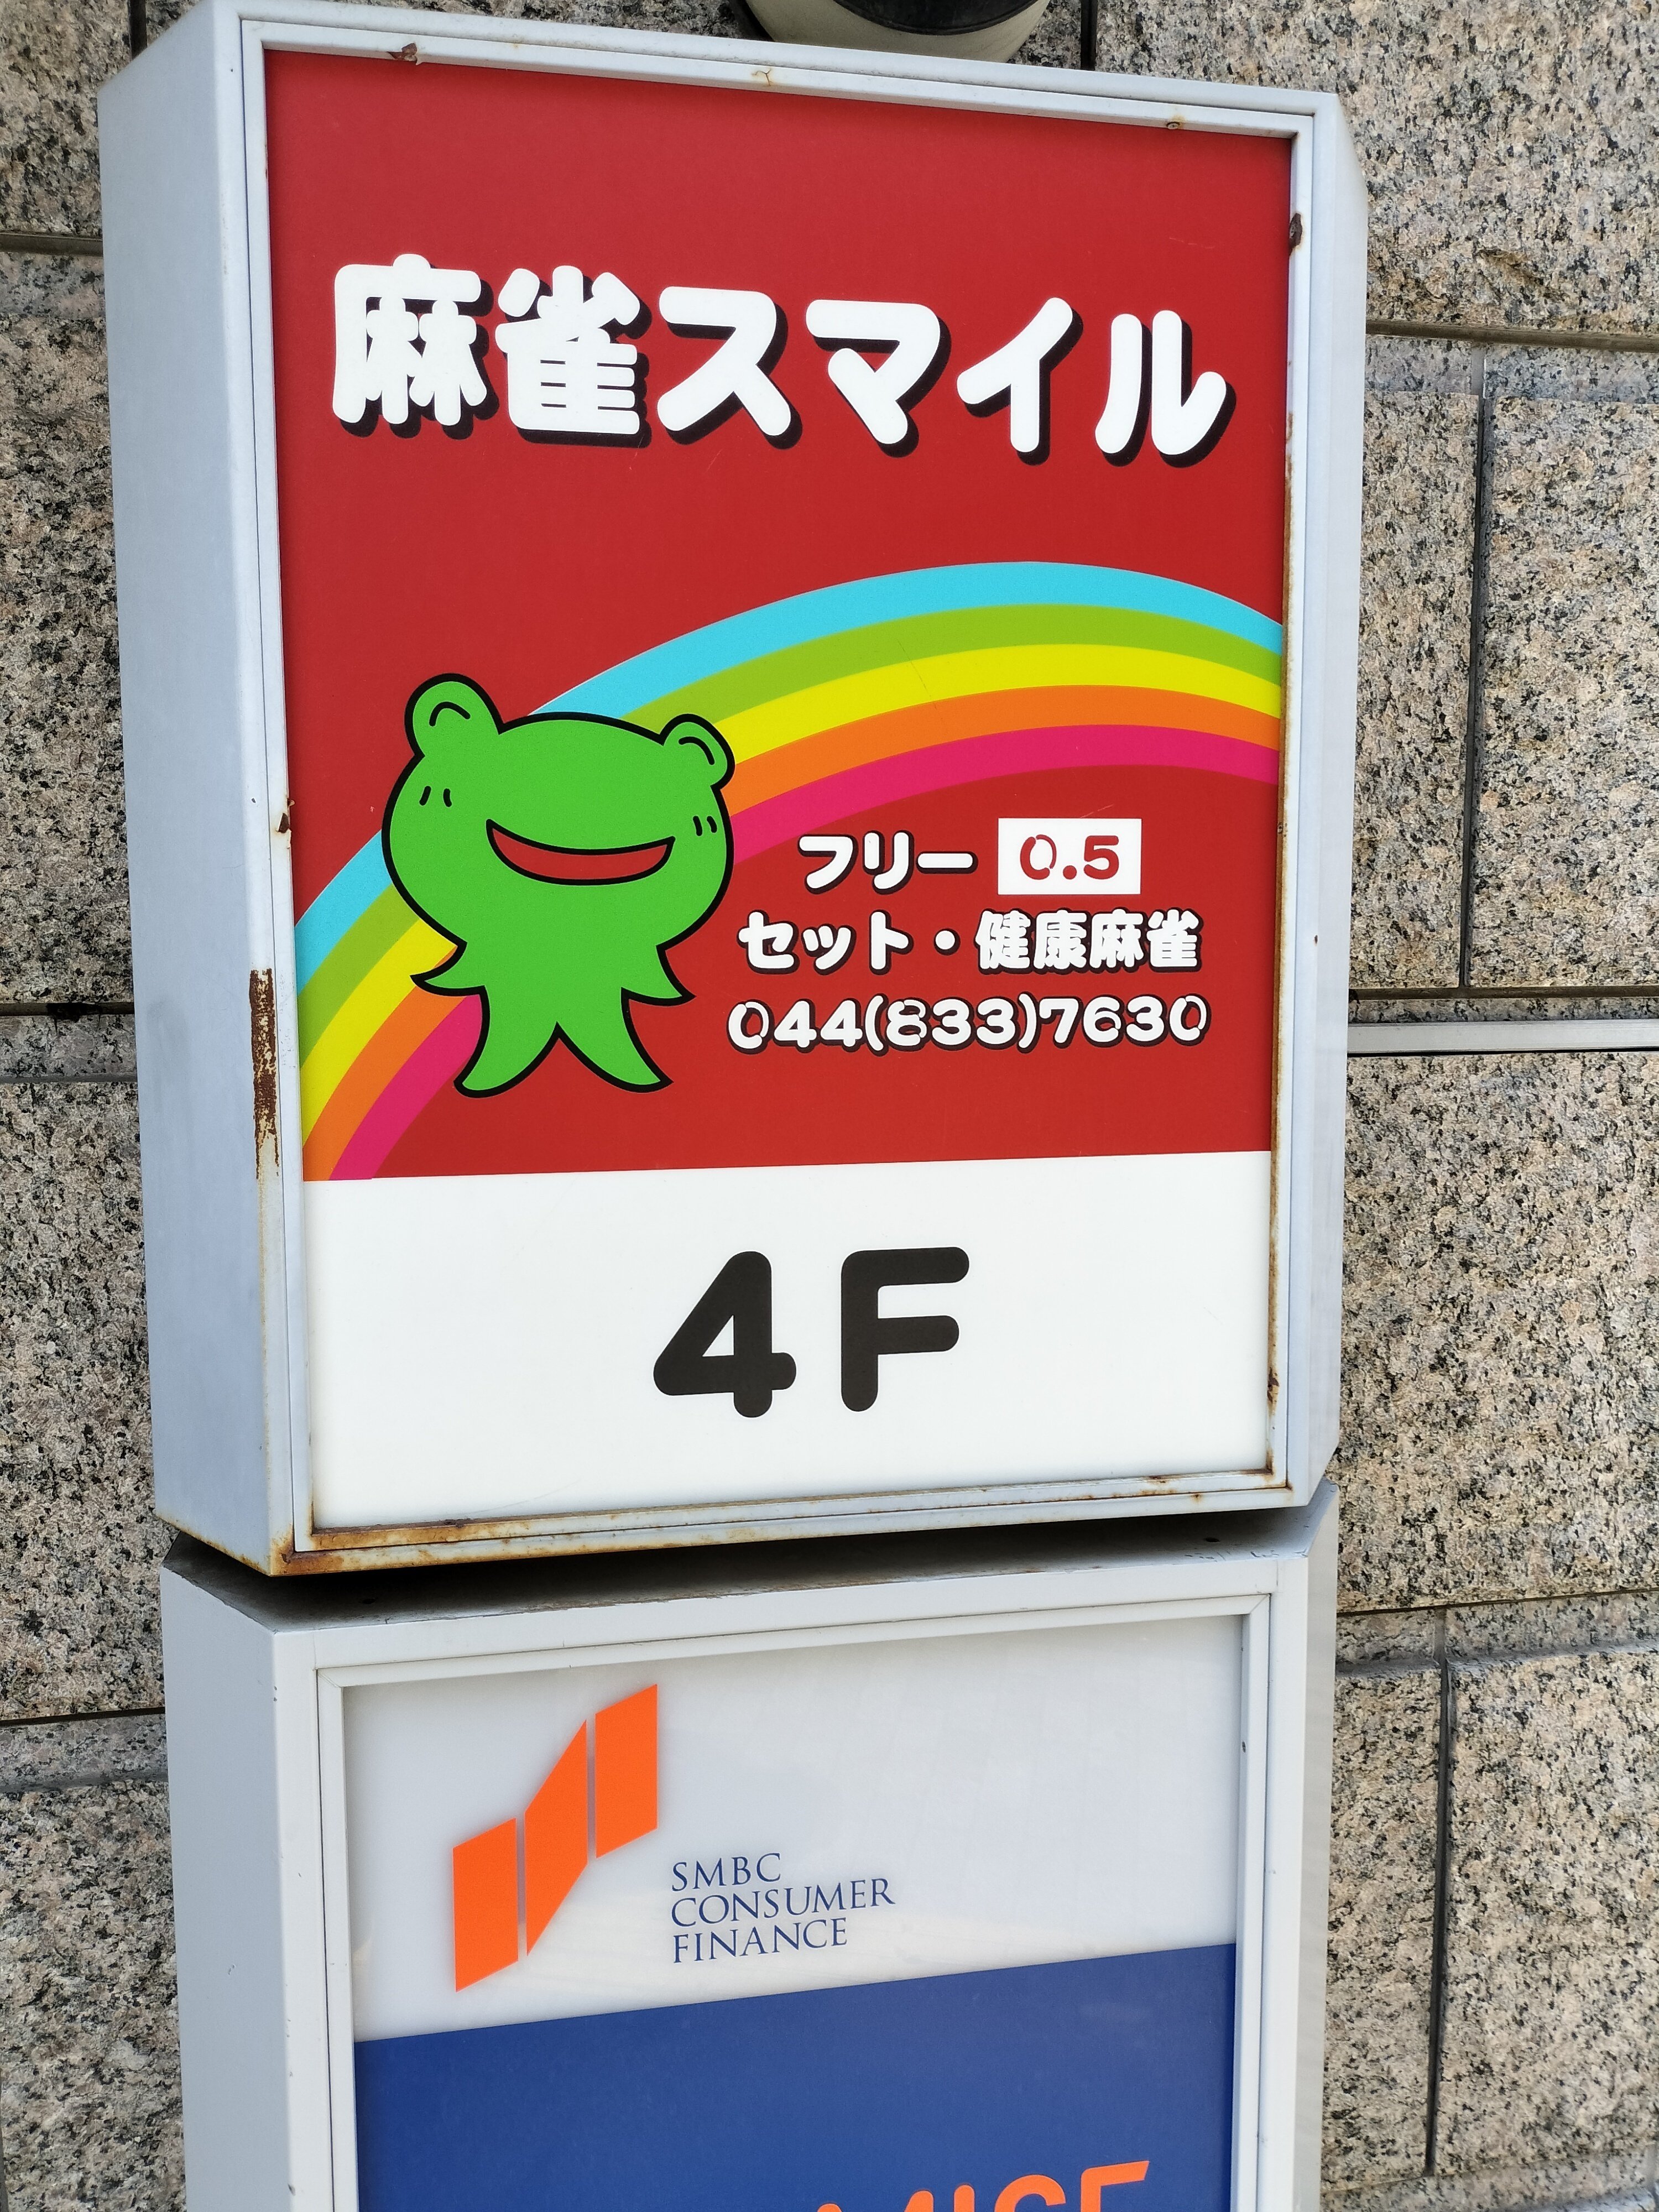 麻雀スマイル
フリー 0.5
セット・健康麻雀
044(833)7630
4F
SMBC
CONSUMER
FINANCE